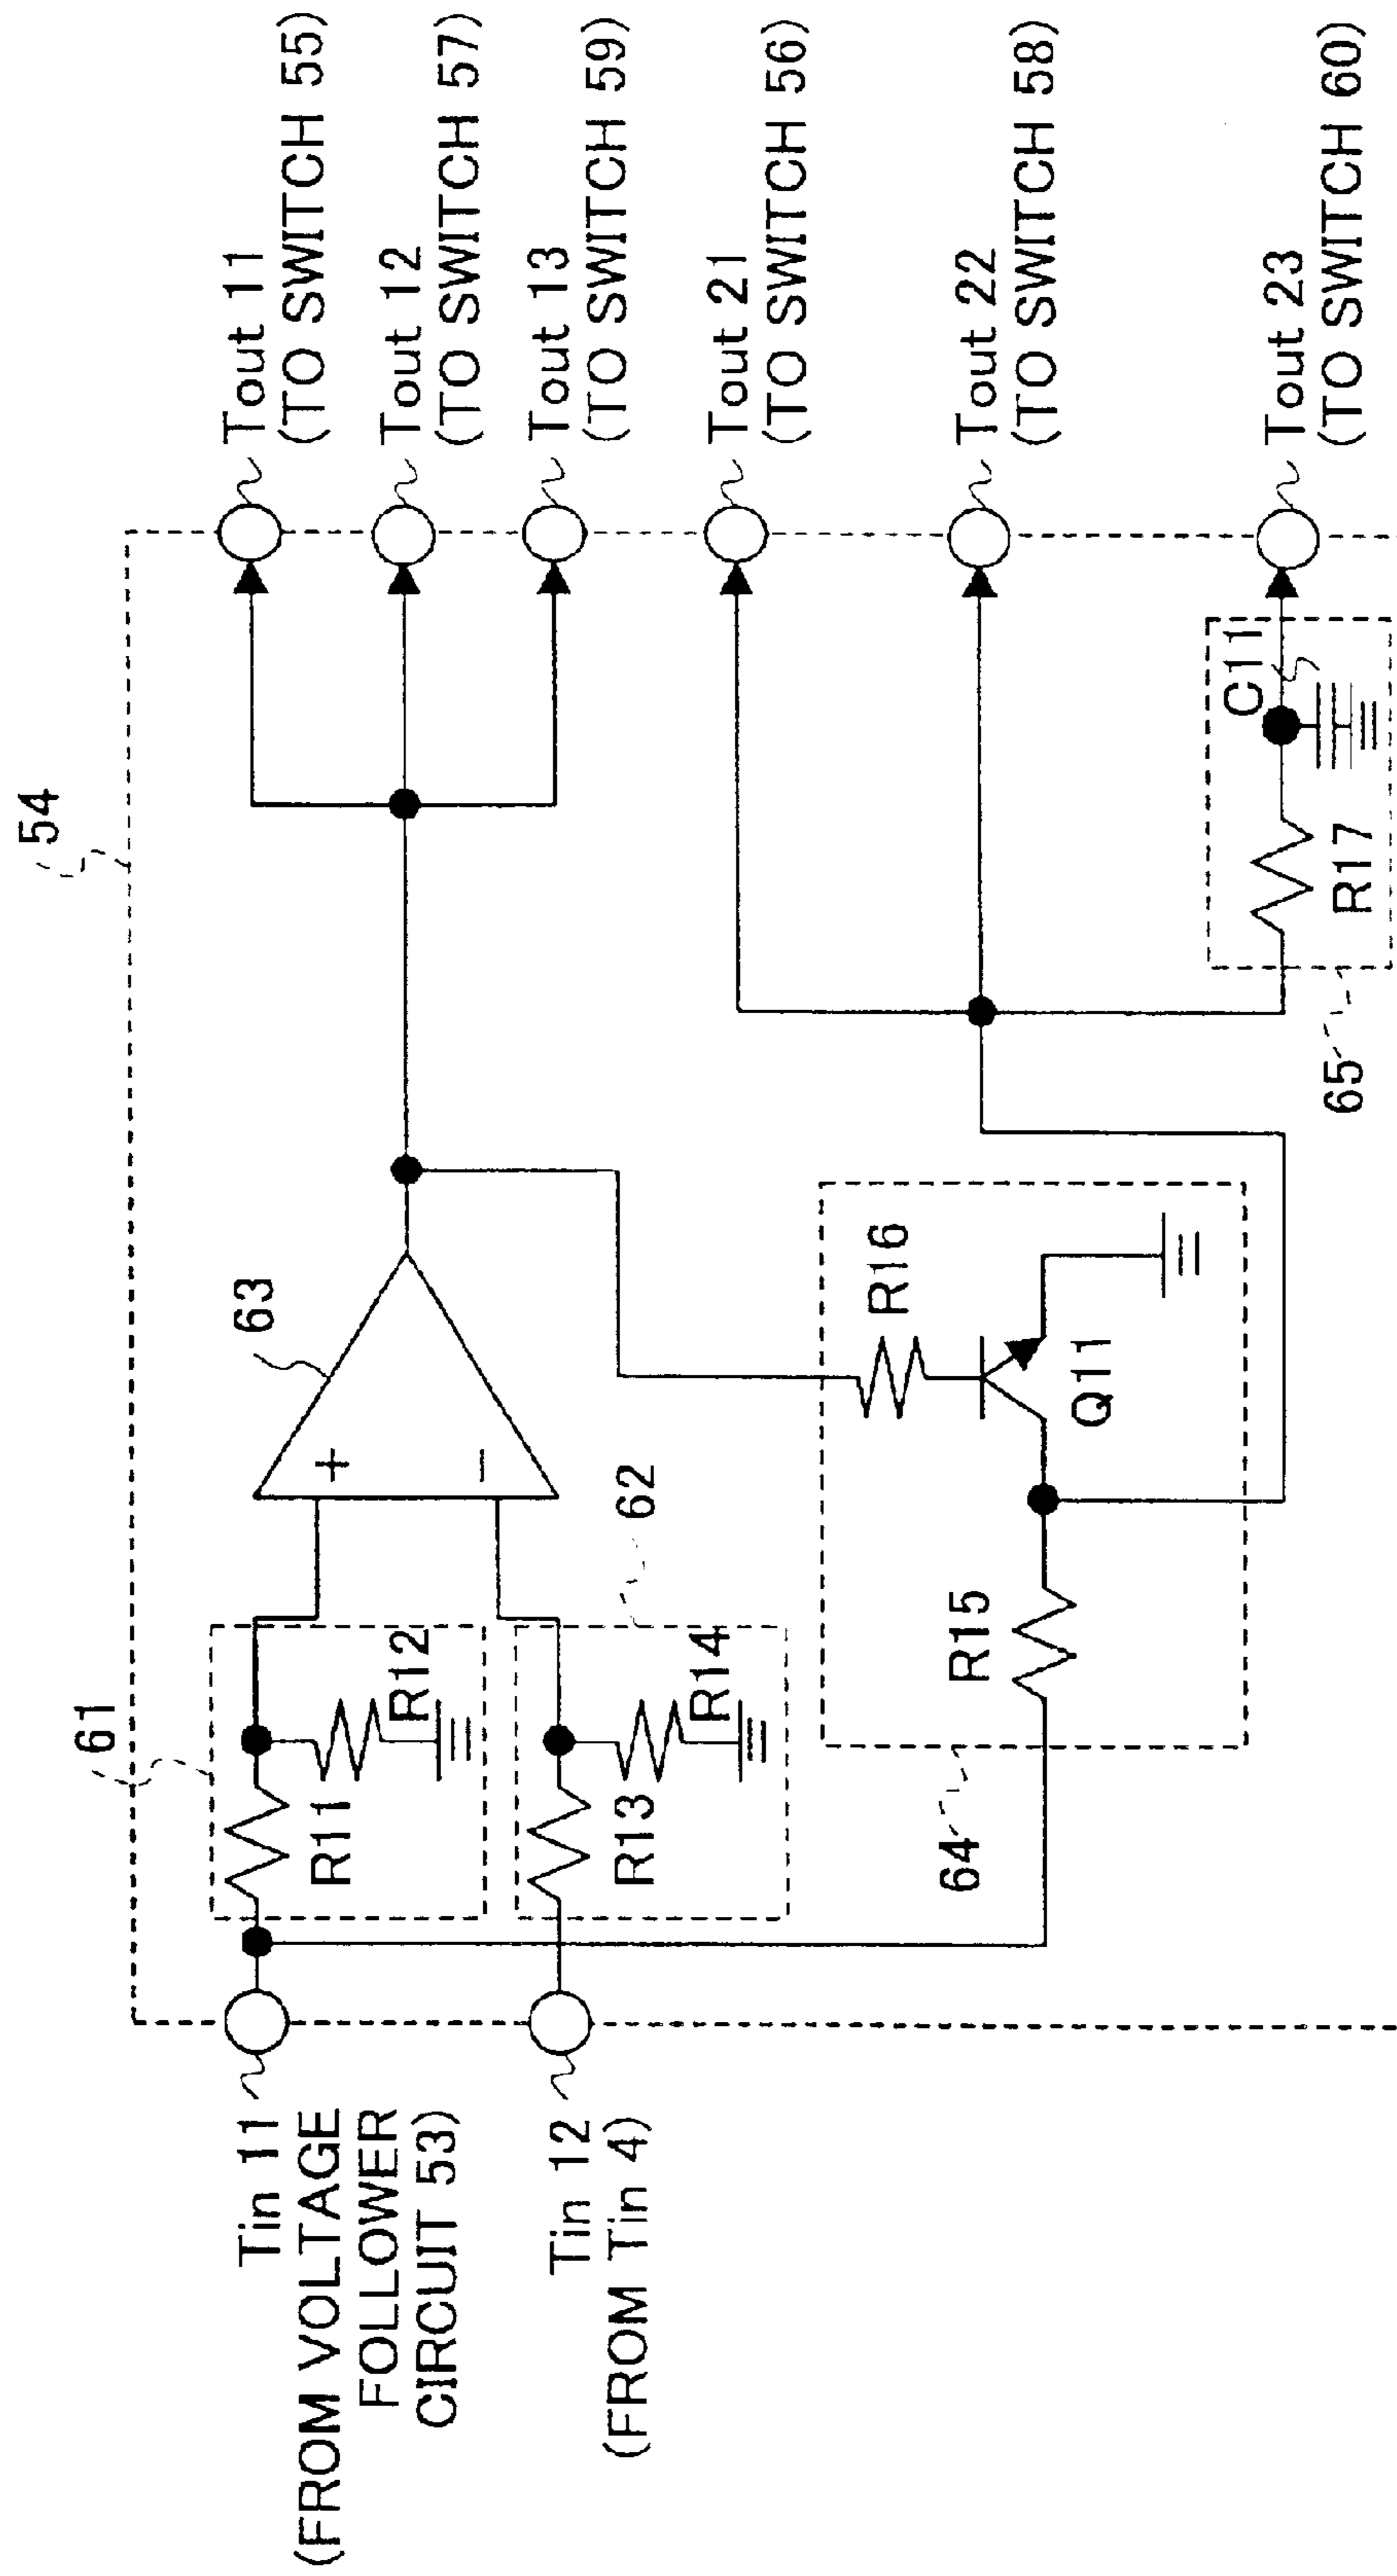 54
61
Tin 11
(FROM VOLTAGE
FOLLOWER
CIRCUIT 53)
Tin 12
(FROM Tin 4)
R11
R12
R13
R14
62
63
+
−
64
R15
R16
Q11
65
R17
C11
Tout 11
(TO SWITCH 55)
Tout 12
(TO SWITCH 57)
Tout 13
(TO SWITCH 59)
Tout 21
(TO SWITCH 56)
Tout 22
(TO SWITCH 58)
Tout 23
(TO SWITCH 60)